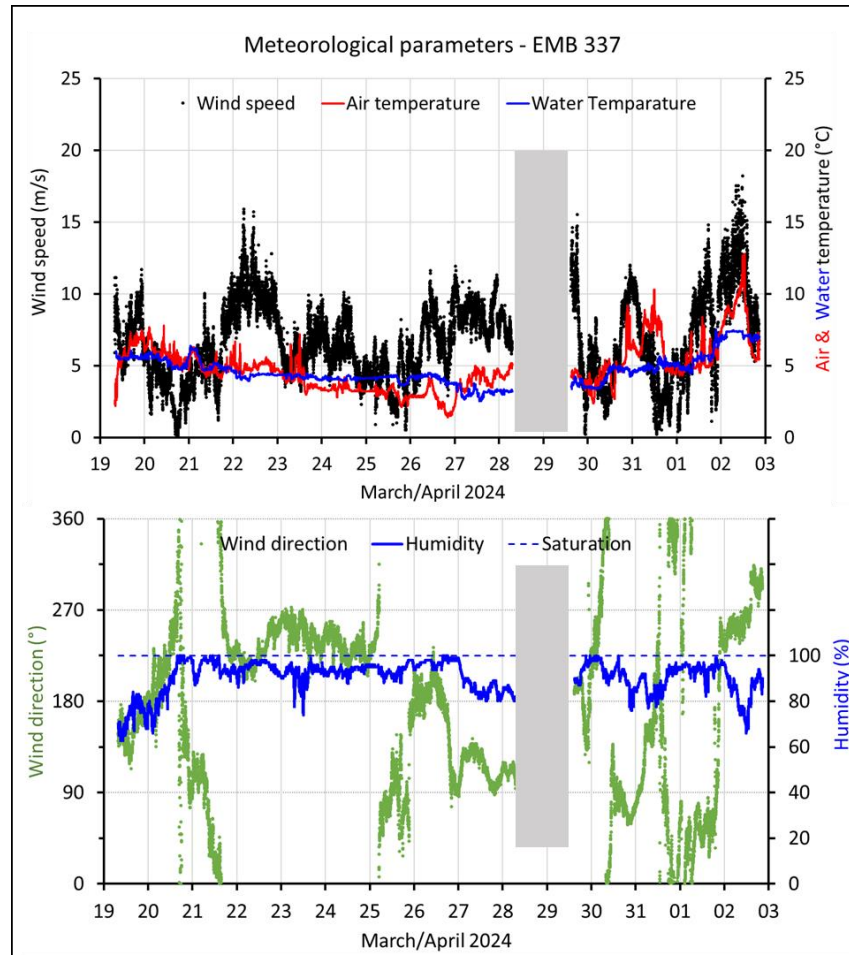 Meteorological parameters - EMB 337
25
20
15
10
5
0
Wind speed (m/s)
Wind speed Air temperature Water Temparature
25
20
15
10
5
0
Air & Water temperature (°C)
19 20 21 22 23 24 25 26 27 28 29 30 31 01 02 03
March/April 2024
360
270
180
90
0
Wind direction (°)
Wind direction Humidity Saturation
100
80
60
40
20
0
Humidity (%)
19 20 21 22 23 24 25 26 27 28 29 30 31 01 02 03
March/April 2024